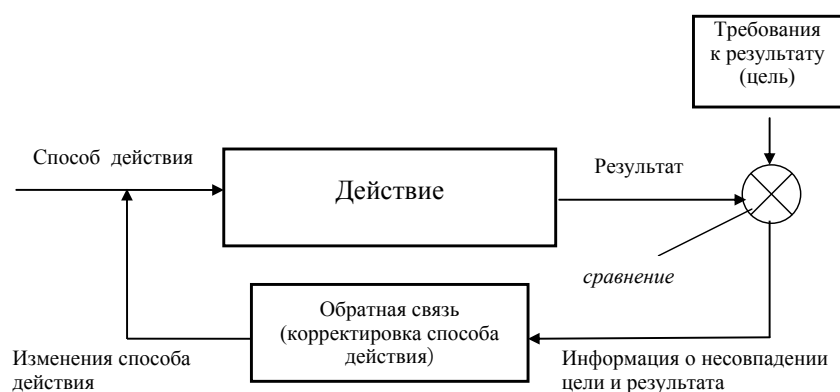 Требования
к результату
(цель)
Способ действия
Действие
Результат
сравнение
Обратная связь
(корректировка способа
действия)
Изменения способа
действия
Информация о несовпадении
цели и результата